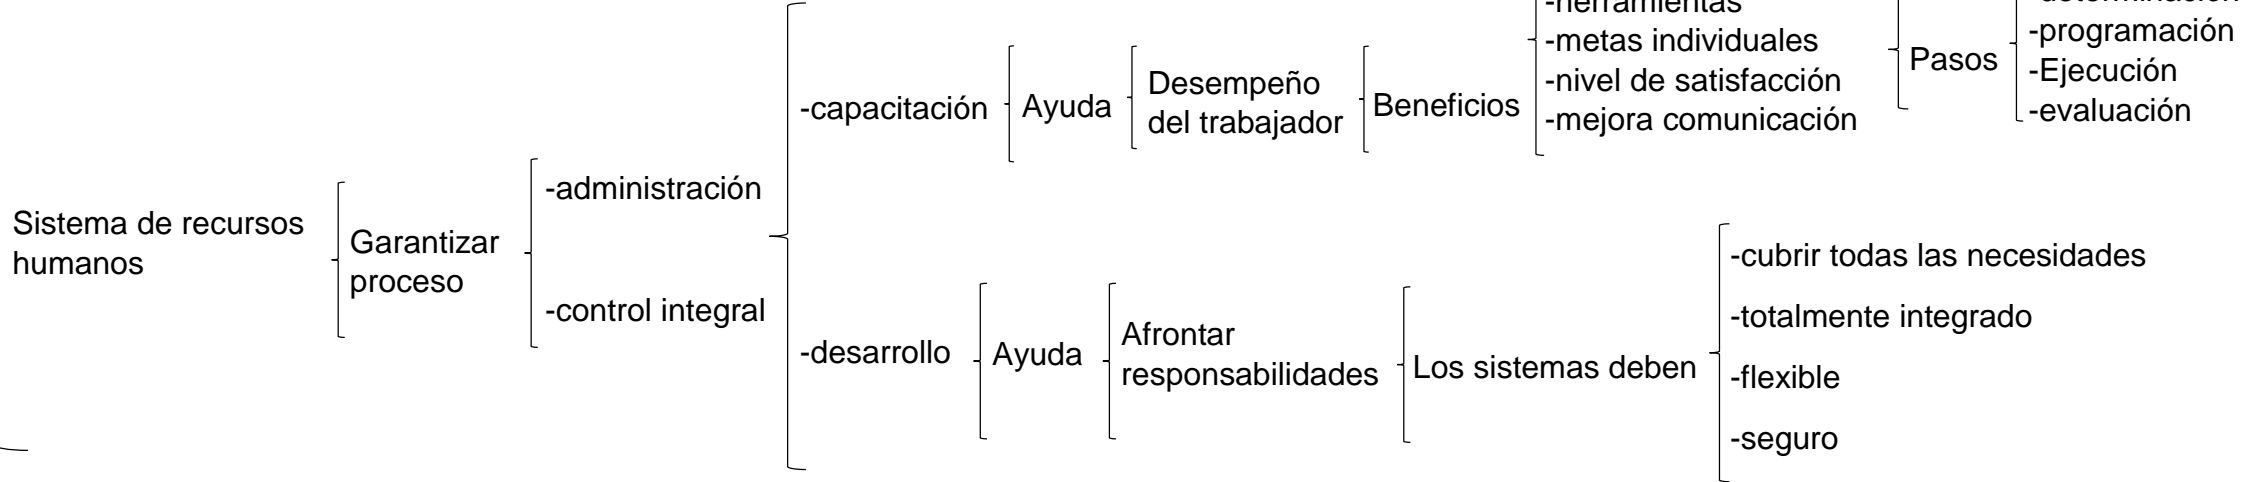 Sistema de recursos
humanos
Garantizar
proceso
-administración
-control integral
-capacitación
Ayuda
Desempeño
del trabajador
Beneficios
-herramientas
-metas individuales
-nivel de satisfacción
-mejora comunicación
Pasos
-determinación
-programación
-Ejecución
-evaluación
-desarrollo
Ayuda
Afrontar
responsabilidades
Los sistemas deben
-cubrir todas las necesidades
-totalmente integrado
-flexible
-seguro